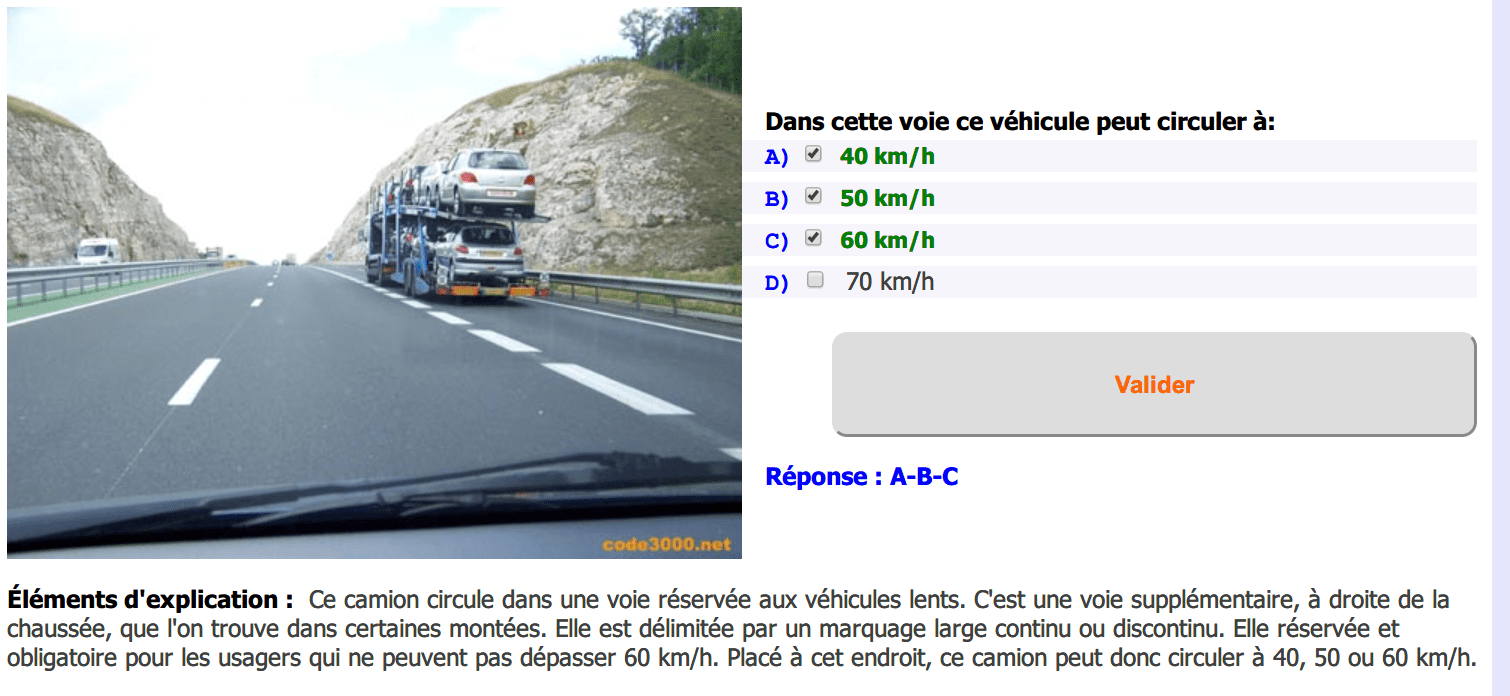 Dans cette voie ce véhicule peut circuler à:
A) 40 km/h
B) 50 km/h
C) 60 km/h
D) 70 km/h
Valider
Réponse : A-B-C
code3000.net
Éléments d'explication : Ce camion circule dans une voie réservée aux véhicules lents. C'est une voie supplémentaire, à droite de la
chaussée, que l'on trouve dans certaines montées. Elle est délimitée par un marquage large continu ou discontinu. Elle réservée et
obligatoire pour les usagers qui ne peuvent pas dépasser 60 km/h. Placé à cet endroit, ce camion peut donc circuler à 40, 50 ou 60 km/h.